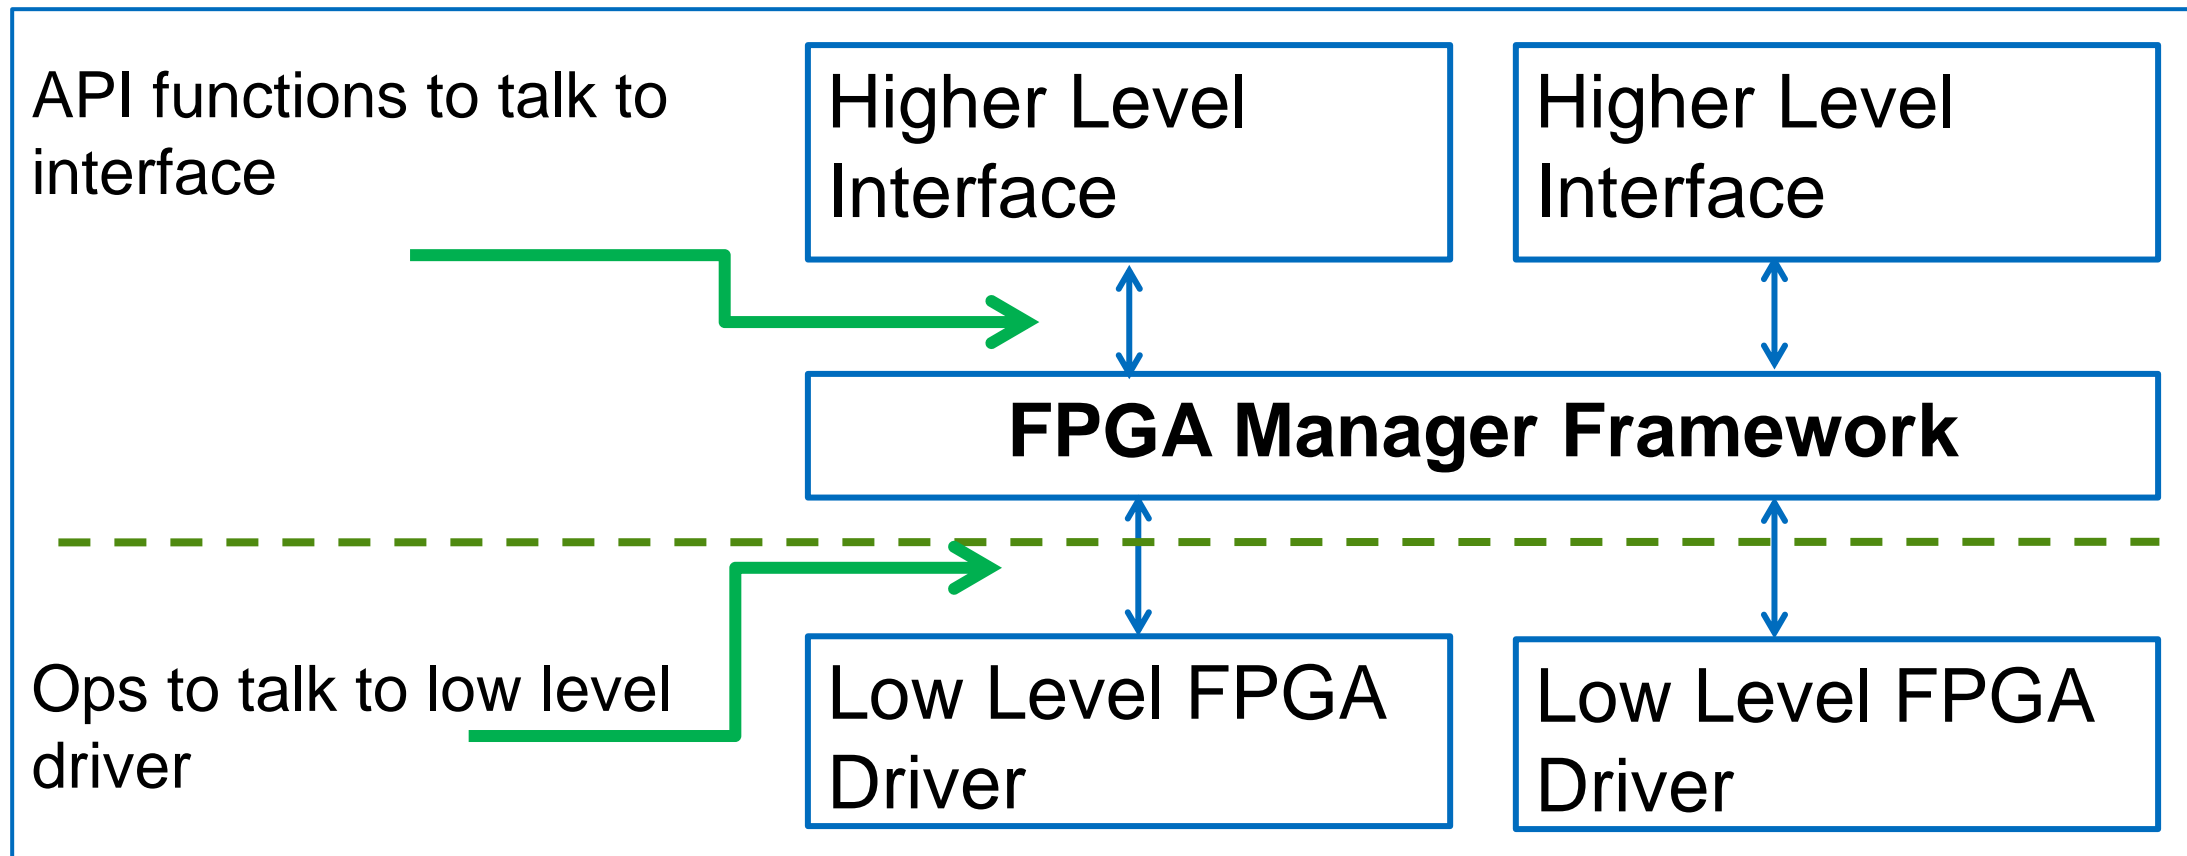 API functions to talk to
interface
Higher Level
Interface
Higher Level
Interface
FPGA Manager Framework
Ops to talk to low level
driver
Low Level FPGA
Driver
Low Level FPGA
Driver